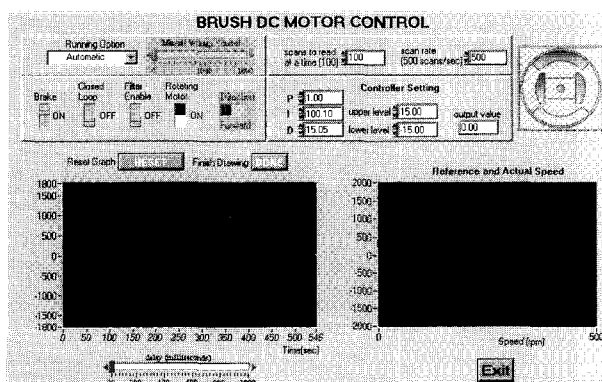 BRUSH DC MOTOR CONTROL
Running Option
Automatic
scans to read
at a time (100)
100
scan rate
(500 scans/sec)
500
Brake
ON
Closed
Loop
OFF
Filter
Enable
OFF
Rotating
Motor
ON
Forward
Controller Setting
P 1.00
I 100.10
D 15.05
upper level 15.00
lower level 15.00
output value
0.00
Reset Graph RESET
Finish Drawing
1800
1500
1000
500
0
-500
-1000
-1500
-1800
0 50 100 150 200 250 300 350 400 450 500 545
Time(sec)
delay (milliseconds)
Reference and Actual Speed
2000
1500
1000
500
0
-500
-1000
-1500
-2000
0 500
Speed (rpm)
Exit